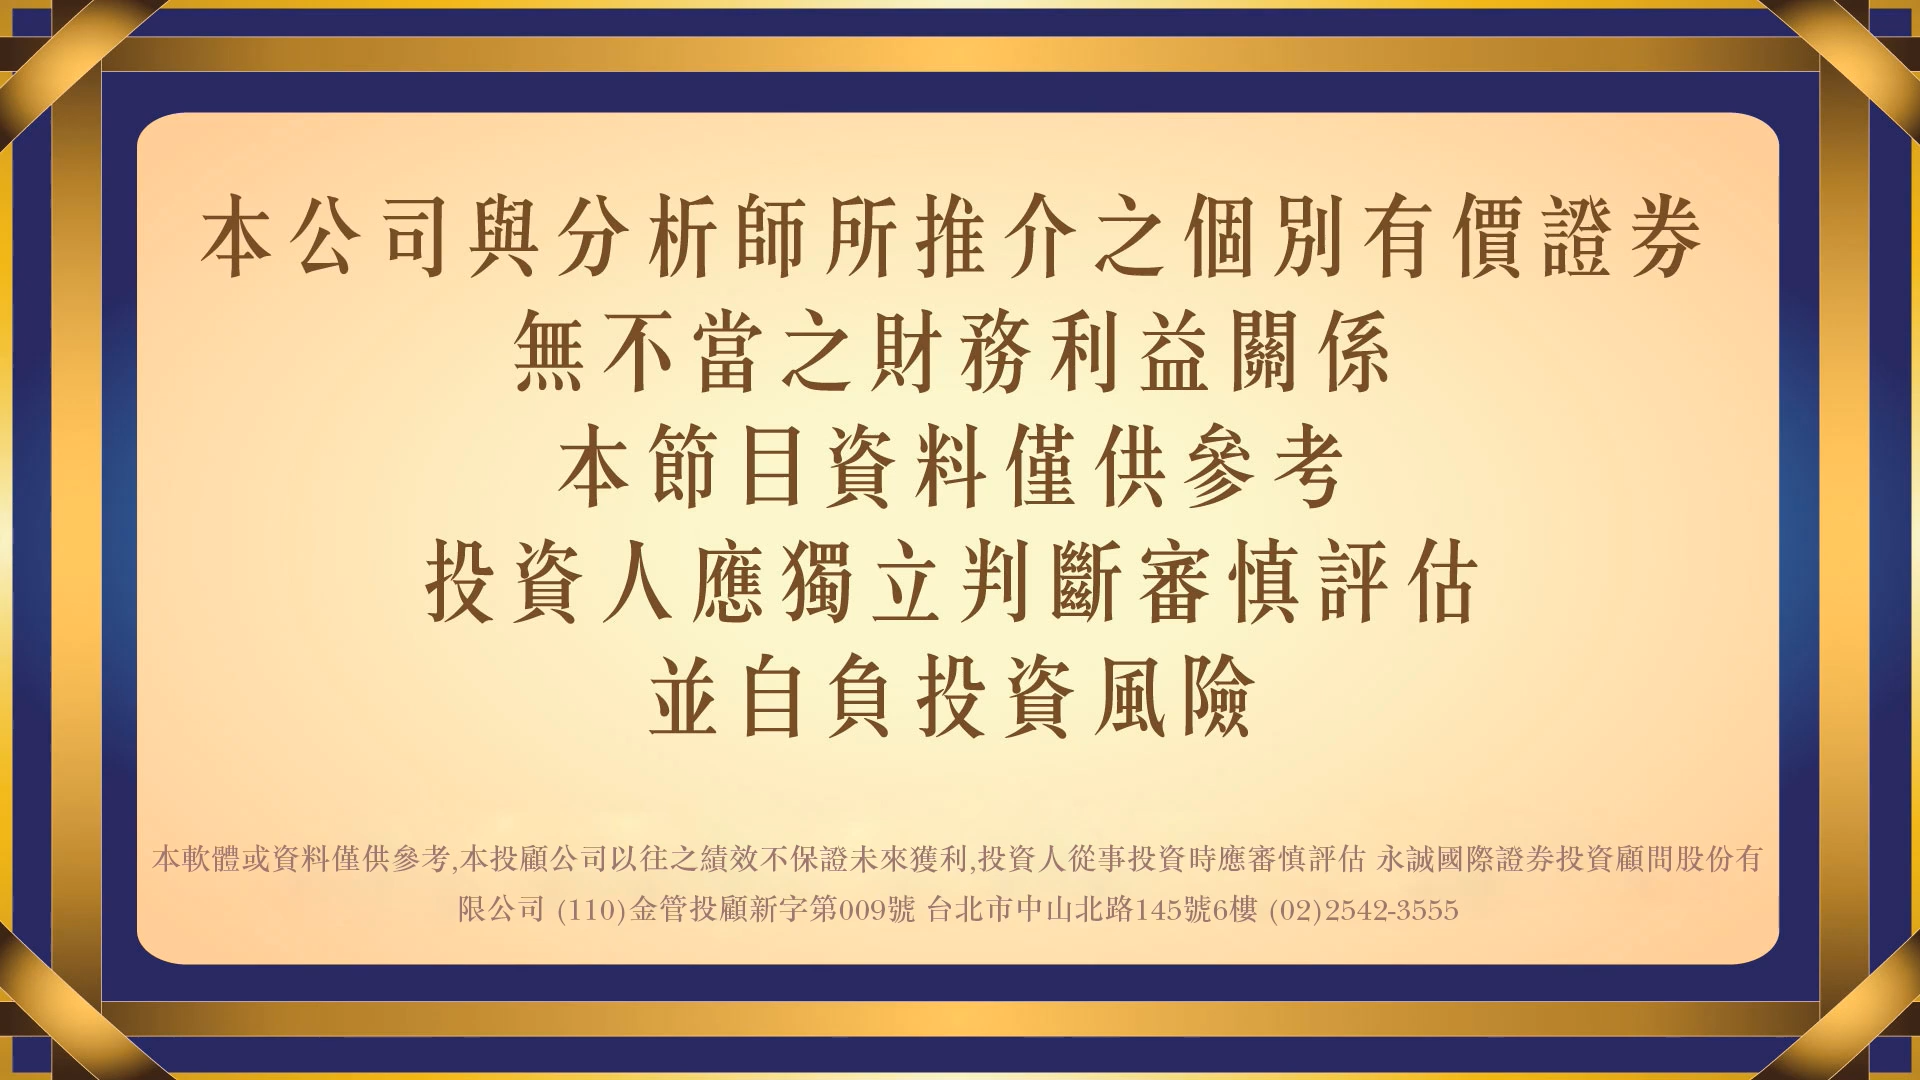 本公司與分析師所推介之個別有價證券
無不當之財務利益關係
本節目資料僅供參考
投資人應獨立判斷審慎評估
並自負投資風險
本軟體或資料僅供參考,本投顧公司以往之績效不保證未來獲利,投資人從事投資時應審慎評估 永誠國際證券投資顧問股份有
限公司 (110)金管投顧新字第009號 台北市中山北路145號6樓 (02)2542-3555